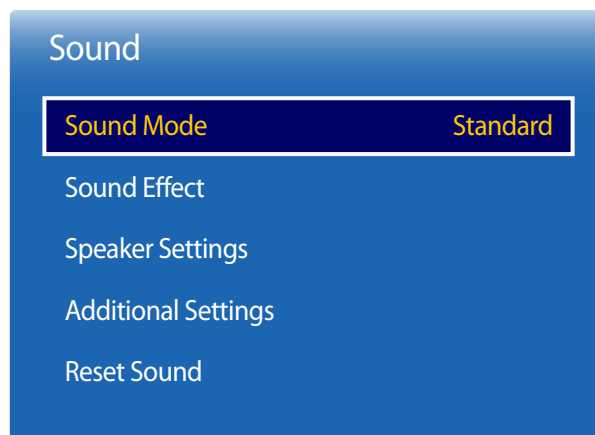 Sound
Sound Mode Standard
Sound Effect
Speaker Settings
Additional Settings
Reset Sound